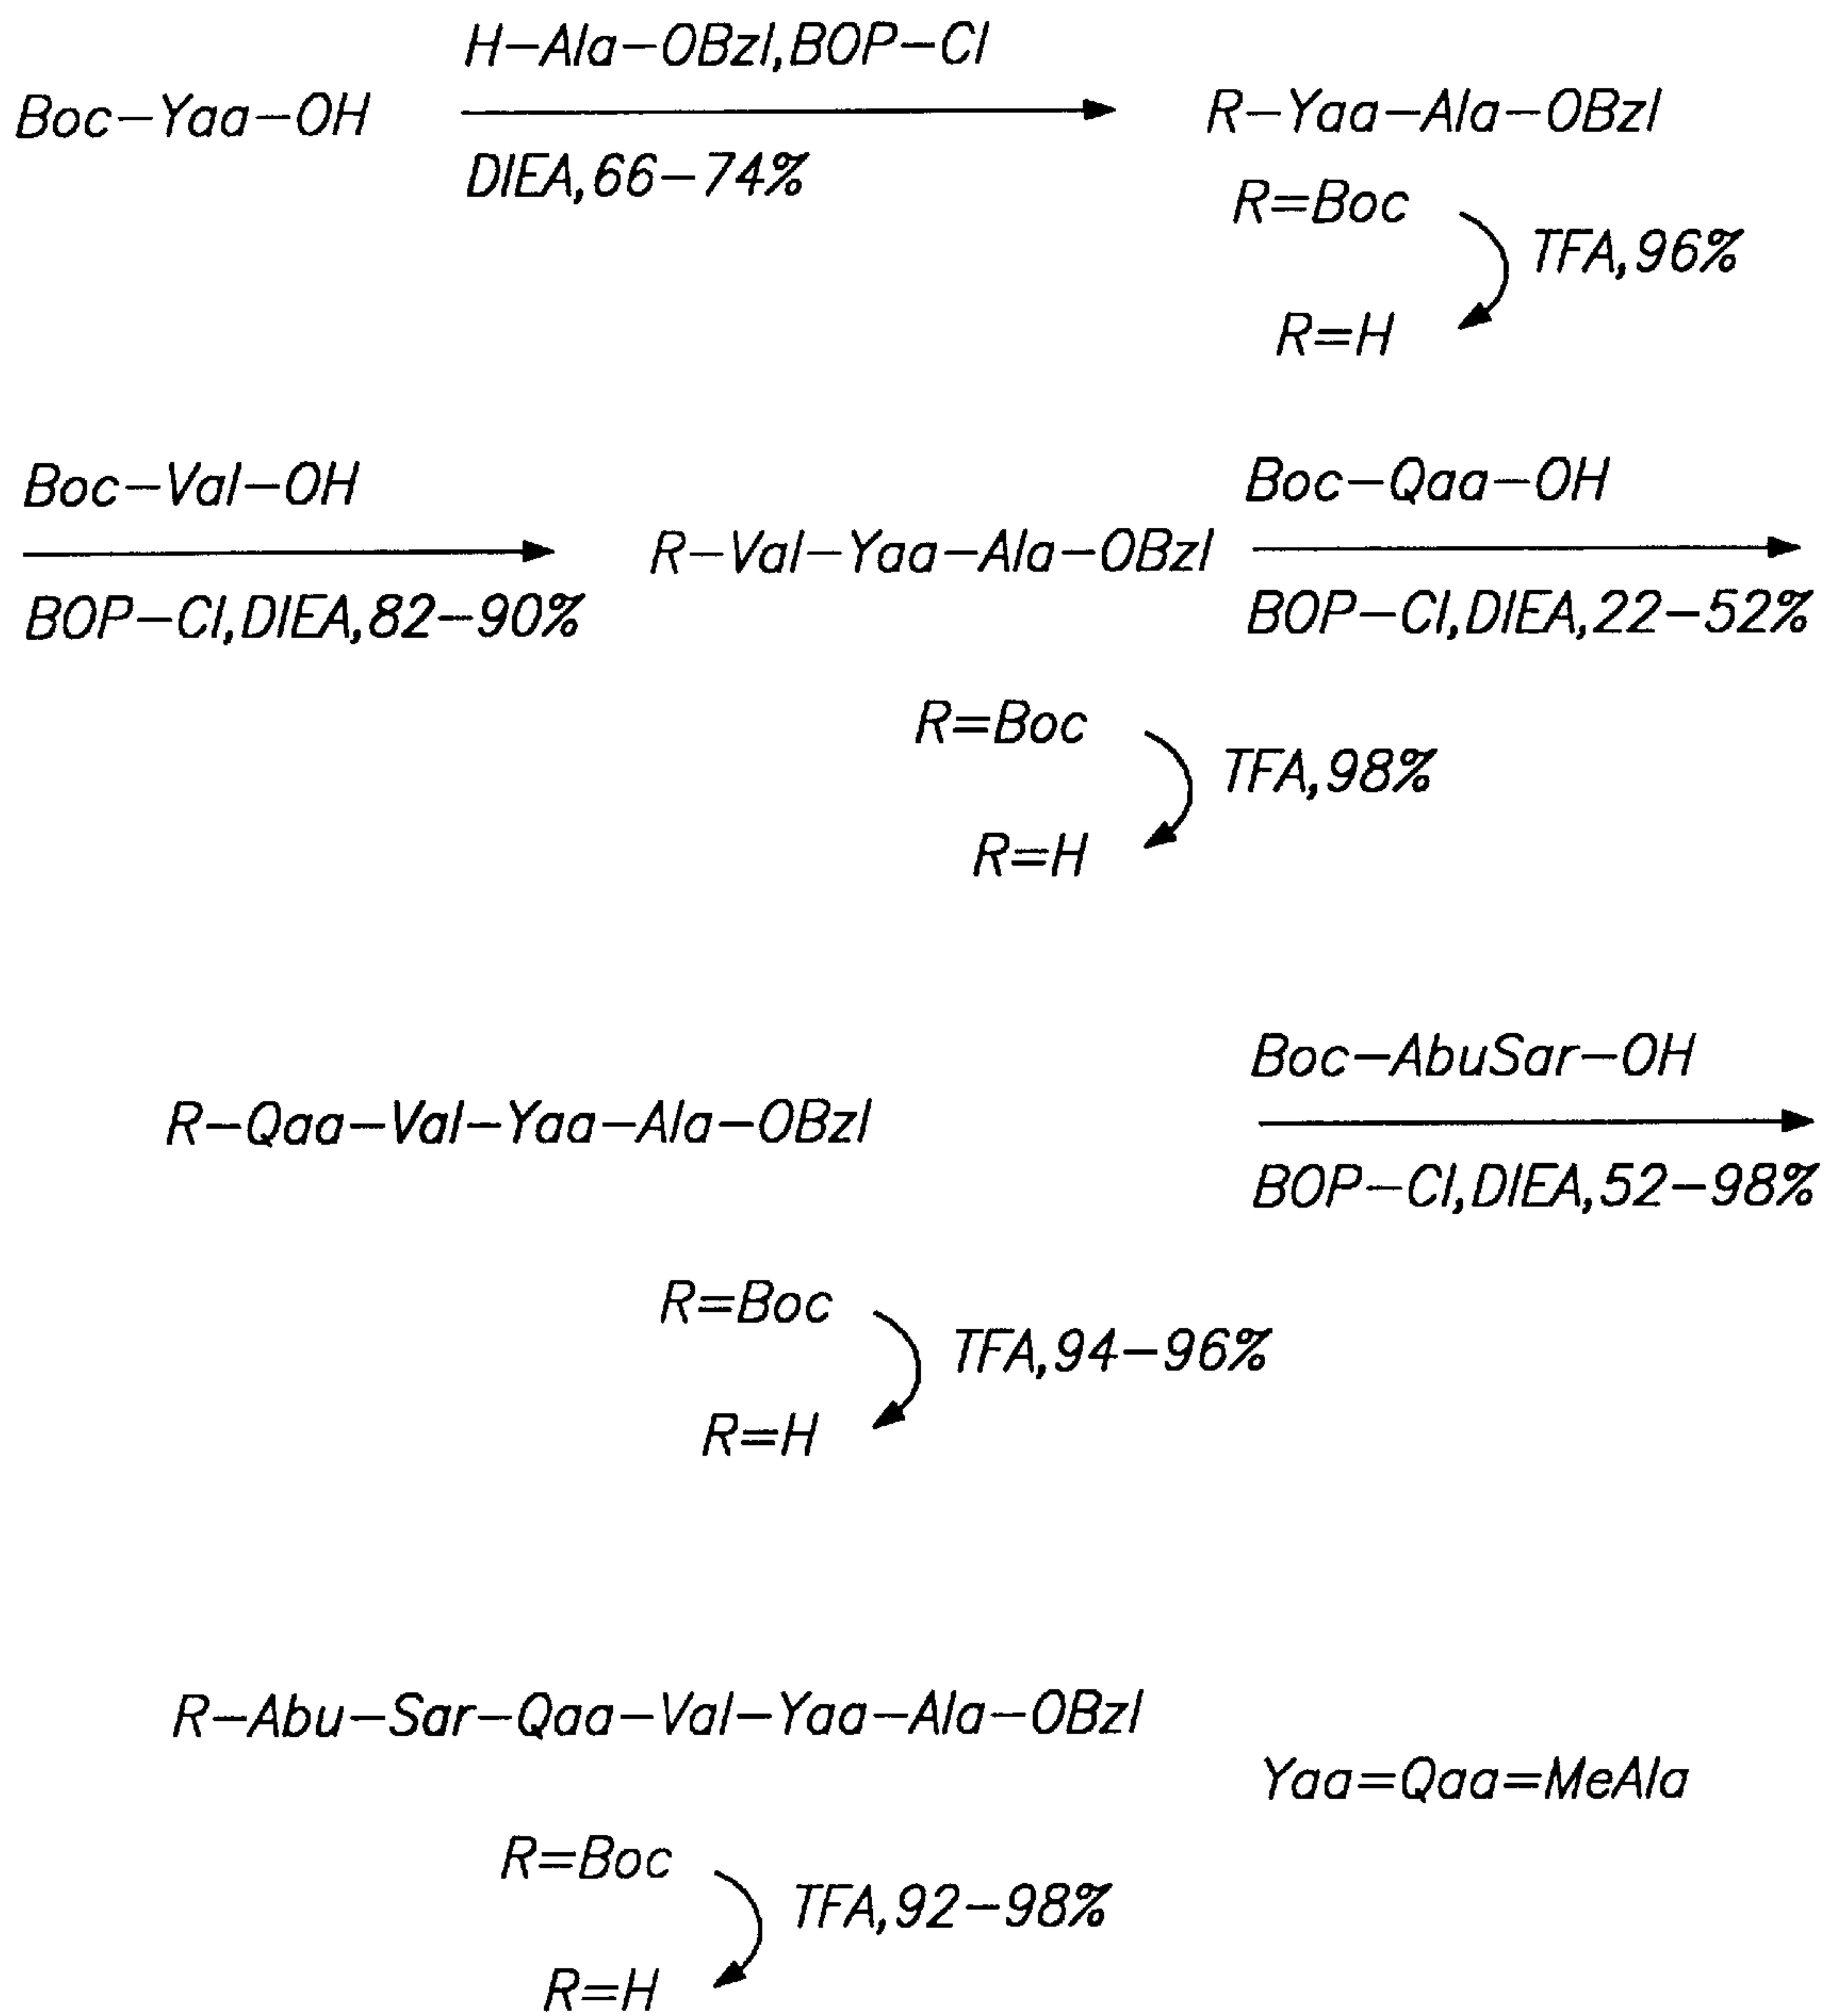 H-Ala-OBzl,BOP-Cl
Boc-Yaa-OH
R-Yaa-Ala-OBzl
DIEA,66-74%
R=Boc
TFA,96%
R=H
Boc-Val-OH
Boc-Qaa-OH
R-Val-Yaa-Ala-OBzl
BOP-Cl,DIEA,82-90%
BOP-Cl,DIEA,22-52%
R=Boc
TFA,98%
R=H
Boc-AbuSar-OH
R-Qaa-Val-Yaa-Ala-OBzl
BOP-Cl,DIEA,52-98%
R=Boc
TFA,94-96%
R=H
R-Abu-Sar-Qaa-Val-Yaa-Ala-OBzl
Yaa=Qaa=MeAla
R=Boc
TFA,92-98%
R=H